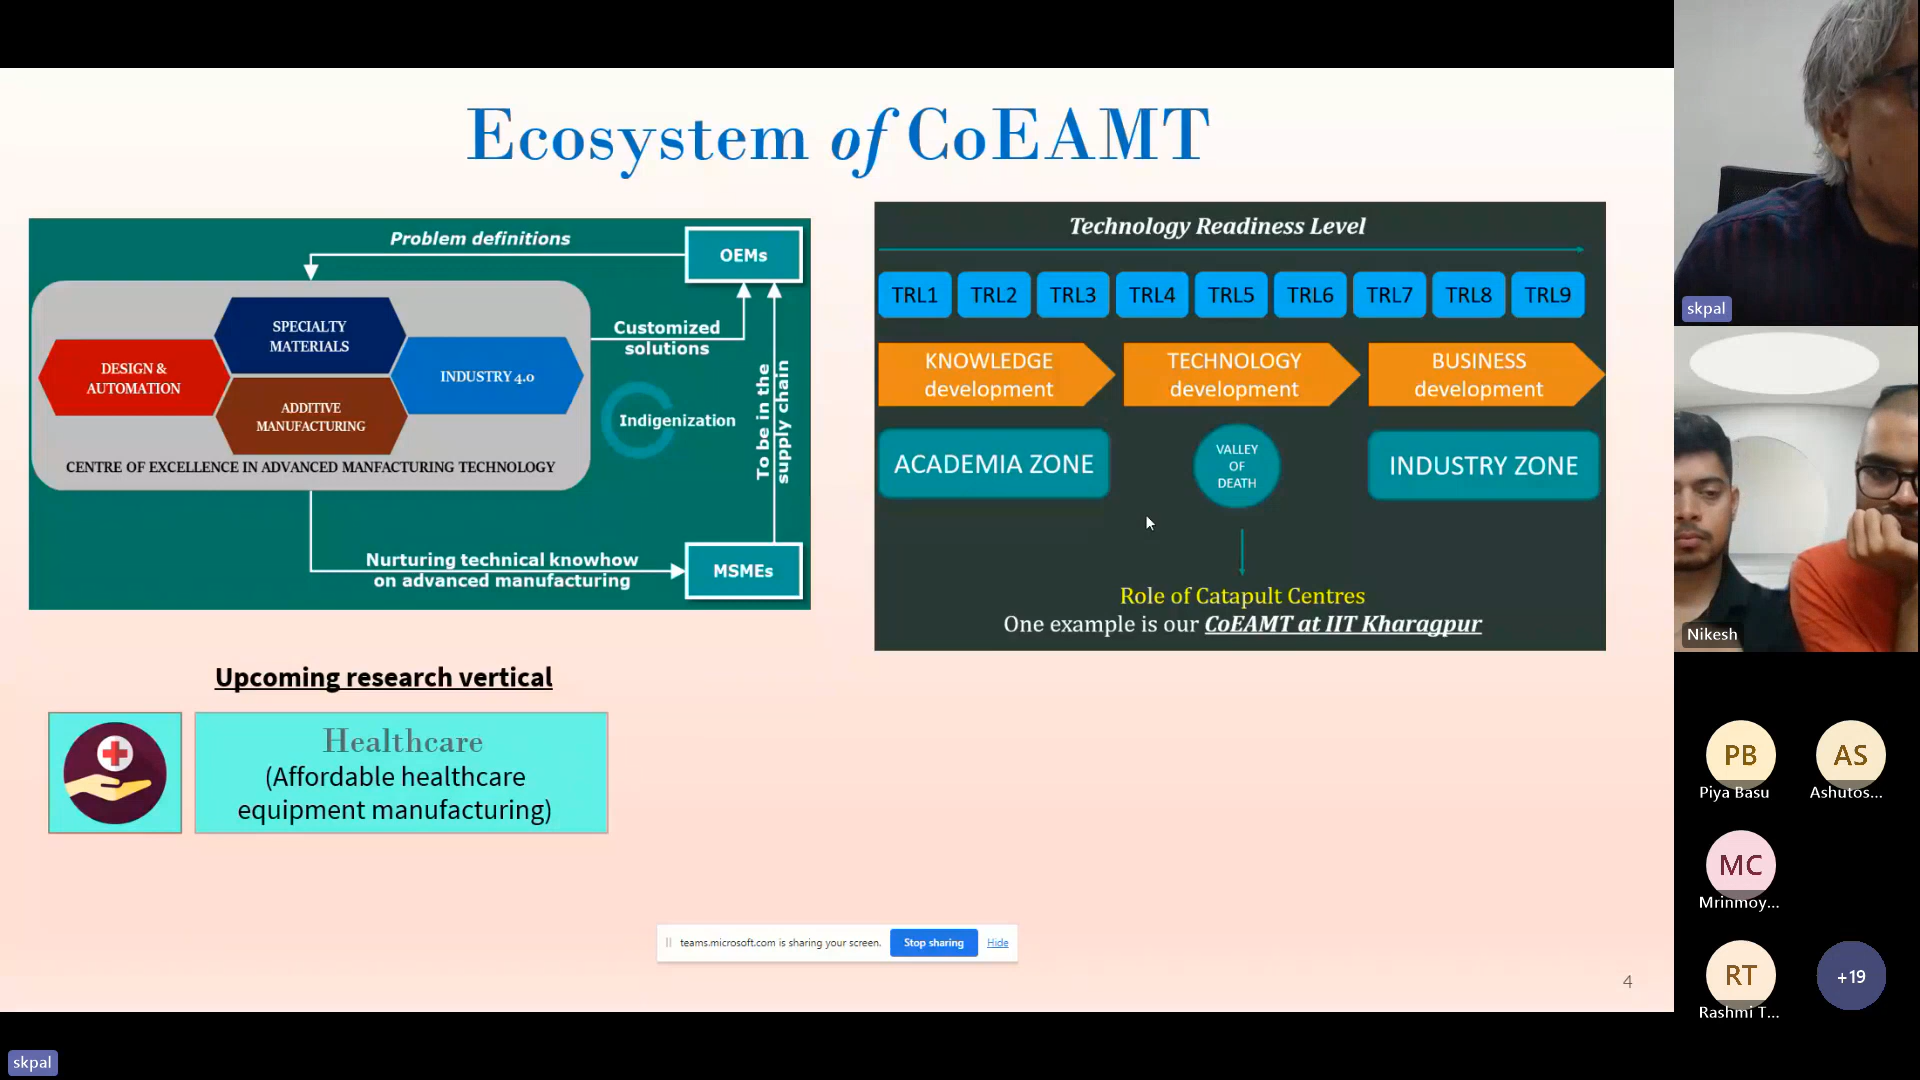 Ecosystem of CoEAMT
Problem definitions
OEMs
SPECIALTY
MATERIALS
DESIGN &
AUTOMATION
INDUSTRY 4.0
ADDITIVE
MANUFACTURING
CENTRE OF EXCELLENCE IN ADVANCED MANFACTURING TECHNOLOGY
Customized
solutions
Indigenization
To be in the
supply chain
Nurturing technical knowhow
on advanced manufacturing
MSMEs
Technology Readiness Level
TRL1 TRL2 TRL3 TRL4 TRL5 TRL6 TRL7 TRL8 TRL9
KNOWLEDGE
development
TECHNOLOGY
development
BUSINESS
development
ACADEMIA ZONE
VALLEY
OF
DEATH
INDUSTRY ZONE
Role of Catapult Centres
One example is our CoEAMT at IIT Kharagpur
Upcoming research vertical
Healthcare
(Affordable healthcare
equipment manufacturing)
teams.microsoft.com is sharing your screen. Stop sharing Hide
4
skpal
skpal
Nikesh
PB
Piya Basu
AS
Ashutos...
MC
Mrinmoy...
RT
Rashmi T...
+19